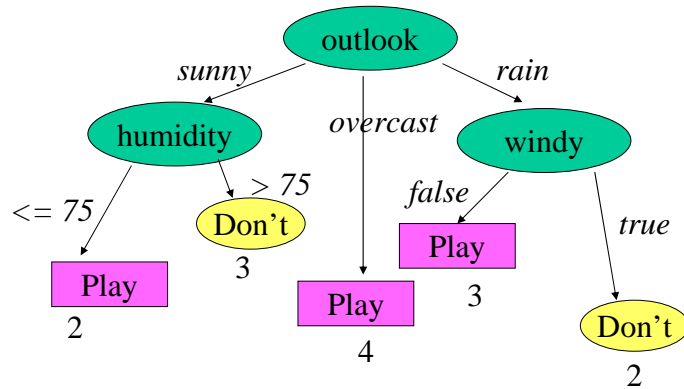 outlook
sunny
rain
humidity
overcast
windy
<= 75
> 75
false
true
Don't
3
Play
2
Play
4
Play
3
Don't
2